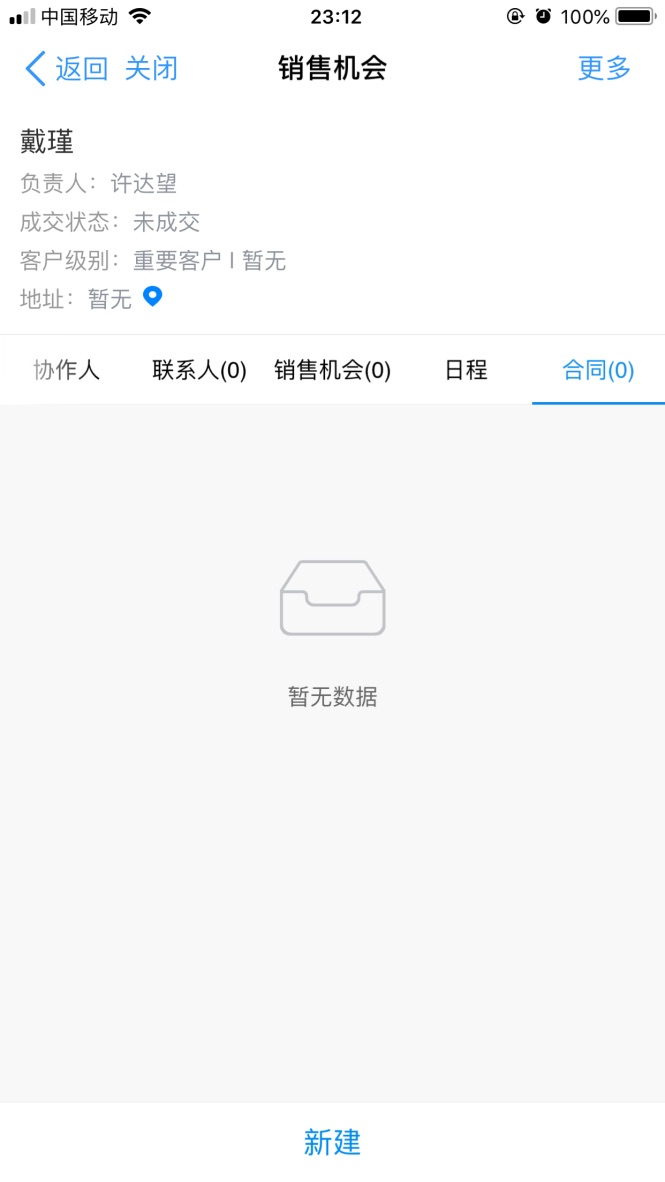 中国移动 23:12 100%
返回 关闭 销售机会 更多
戴瑾
负责人：许达望
成交状态：未成交
客户级别：重要客户 | 暂无
地址：暂无
协作人 联系人(0) 销售机会(0) 日程 合同(0)
暂无数据
新建